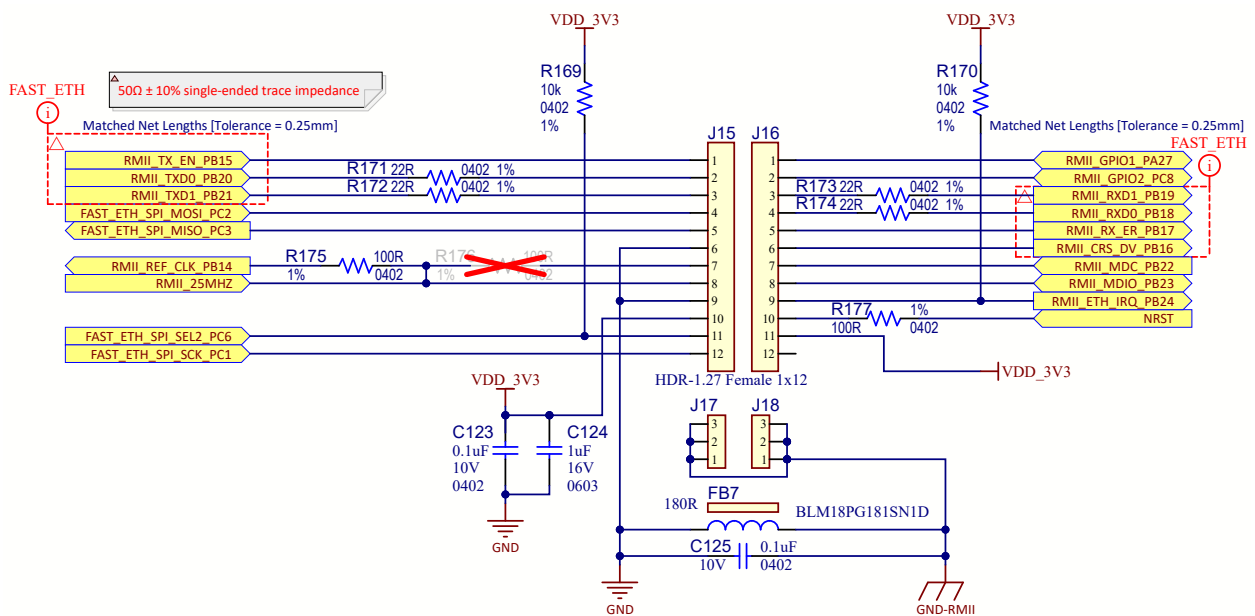 VDD_3V3
VDD_3V3
R169
10k
0402
1%
R170
10k
0402
1%
FAST_ETH
50Ω ± 10% single-ended trace impedance
Matched Net Lengths [Tolerance = 0.25mm]
Matched Net Lengths [Tolerance = 0.25mm]
FAST_ETH
i
i
J15
J16
RMII_TX_EN_PB15
1
1
RMII_GPIO1_PA27
RMII_TXD0_PB20
R171 22R
0402 1%
2
2
RMII_GPIO2_PC8
RMII_TXD1_PB21
R172 22R
0402 1%
3
3
R173 22R
0402 1%
RMII_RXD1_PB19
FAST_ETH_SPI_MOSI_PC2
4
4
R174 22R
0402 1%
RMII_RXD0_PB18
FAST_ETH_SPI_MISO_PC3
5
5
RMII_RX_ER_PB17
6
6
RMII_CRS_DV_PB16
RMII_REF_CLK_PB14
R175
100R
1%
0402
R176
100R
1%
0402
7
7
RMII_MDC_PB22
RMII_25MHZ
8
8
RMII_MDIO_PB23
9
9
RMII_ETH_IRQ_PB24
10
10
R177
1%
100R
0402
NRST
FAST_ETH_SPI_SEL2_PC6
11
11
FAST_ETH_SPI_SCK_PC1
12
12
VDD_3V3
HDR-1.27 Female 1x12
VDD_3V3
J17
J18
3
3
2
2
1
1
C123
0.1uF
10V
0402
C124
1uF
16V
0603
GND
FB7
180R
BLM18PG181SN1D
C125
0.1uF
10V
0402
GND
GND-RMII